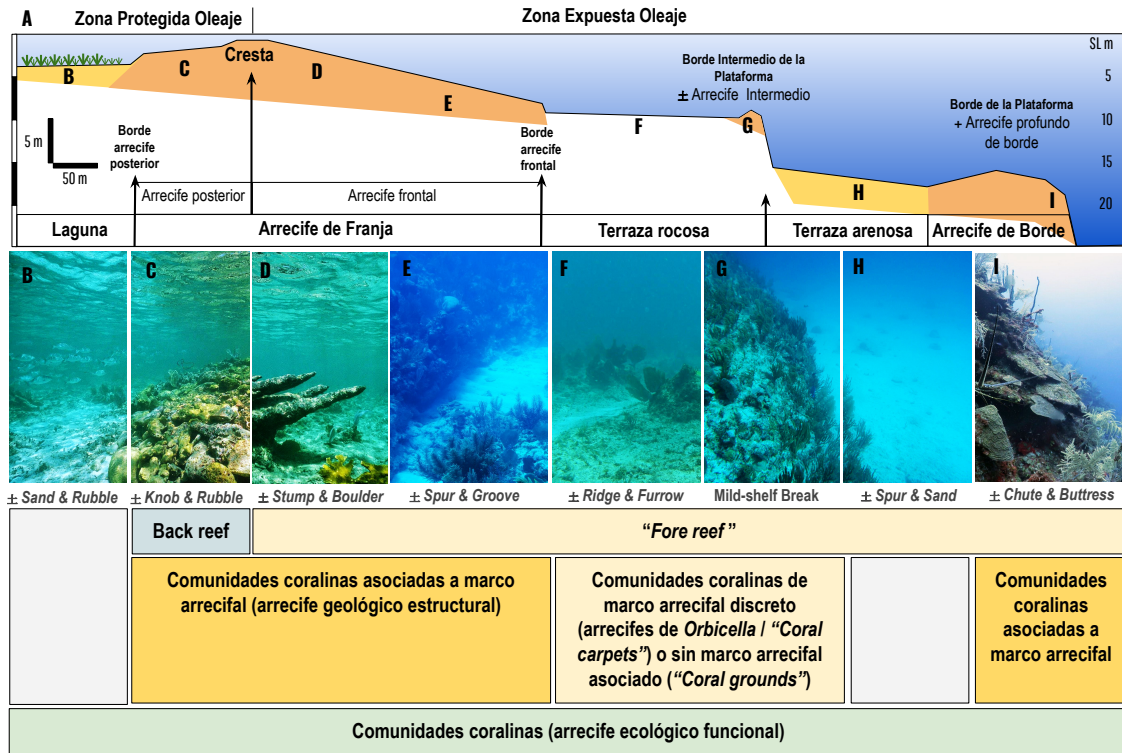 A
Zona Protegida Oleaje
Zona Expuesta Oleaje
SL m
5
10
15
20
B
C
Cresta
D
E
F
G
H
I
Borde Intermedio de la
Plataforma
± Arrecife Intermedio
Borde de la Plataforma
+ Arrecife profundo
de borde
5 m
50 m
Borde
arrecife
posterior
Borde
arrecife
frontal
Arrecife posterior
Arrecife frontal
Laguna
Arrecife de Franja
Terraza rocosa
Terraza arenosa
Arrecife de Borde
B
C
D
E
F
G
H
I
± Sand & Rubble
± Knob & Rubble
± Stump & Boulder
± Spur & Groove
± Ridge & Furrow
Mild-shelf Break
± Spur & Sand
± Chute & Buttress
Back reef
“Fore reef”
Comunidades coralinas asociadas a marco
arrecifal (arrecife geológico estructural)
Comunidades coralinas de
marco arrecifal discreto
(arrecifes de Orbicella / “Coral
carpets”) o sin marco arrecifal
asociado (“Coral grounds”)
Comunidades
coralinas
asociadas a
marco arrecifal
Comunidades coralinas (arrecife ecológico funcional)